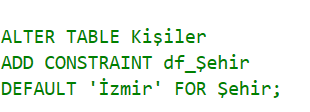 ALTER TABLE Kişiler
ADD CONSTRAINT df_Şehir
DEFAULT 'İzmir' FOR Şehir;